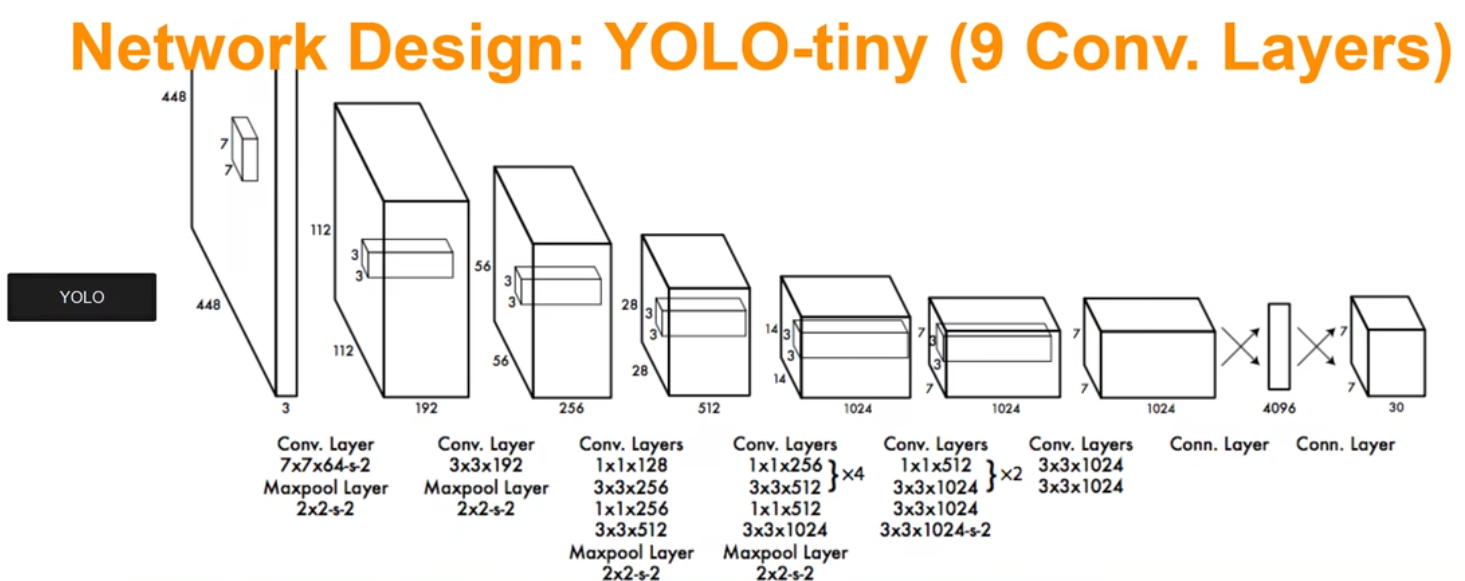 Network Design: YOLO-tiny (9 Conv. Layers)
YOLO
448
7
7
448
3
112
3
3
112
192
56
3
3
56
256
28
3
3
28
512
14
3
3
14
1024
7
3
3
7
1024
7
7
1024
4096
7
7
30
Conv. Layer
7x7x64-s-2
Maxpool Layer
2x2-s-2
Conv. Layer
3x3x192
Maxpool Layer
2x2-s-2
Conv. Layers
1x1x128
3x3x256
1x1x256
3x3x512
Maxpool Layer
2x2-s-2
Conv. Layers
1x1x256
3x3x512
}x4
1x1x512
3x3x1024
Maxpool Layer
2x2-s-2
Conv. Layers
1x1x512
3x3x1024
}x2
3x3x1024
3x3x1024-s-2
Conv. Layers
3x3x1024
3x3x1024
Conn. Layer
Conn. Layer